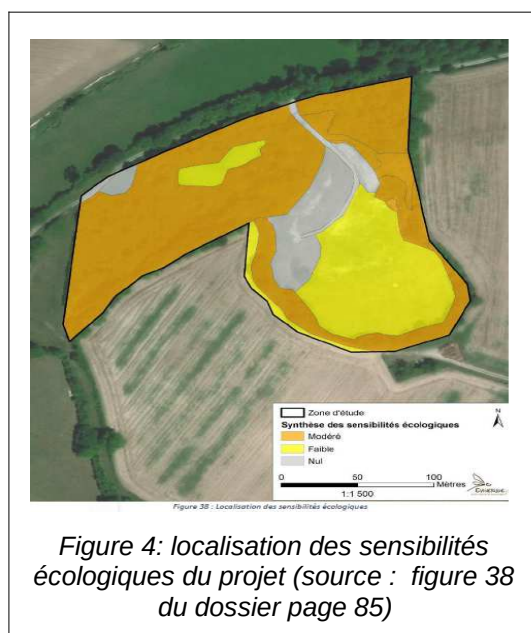 Zone d'étude
Synthèse des sensibilités écologiques
Modéré
Faible
Nul
N
0 50 100
Mètres
1:1 500
SYNERGIE
Figure 38 : Localisation des sensibilités écologiques
Figure 4: localisation des sensibilités
écologiques du projet (source : figure 38
du dossier page 85)